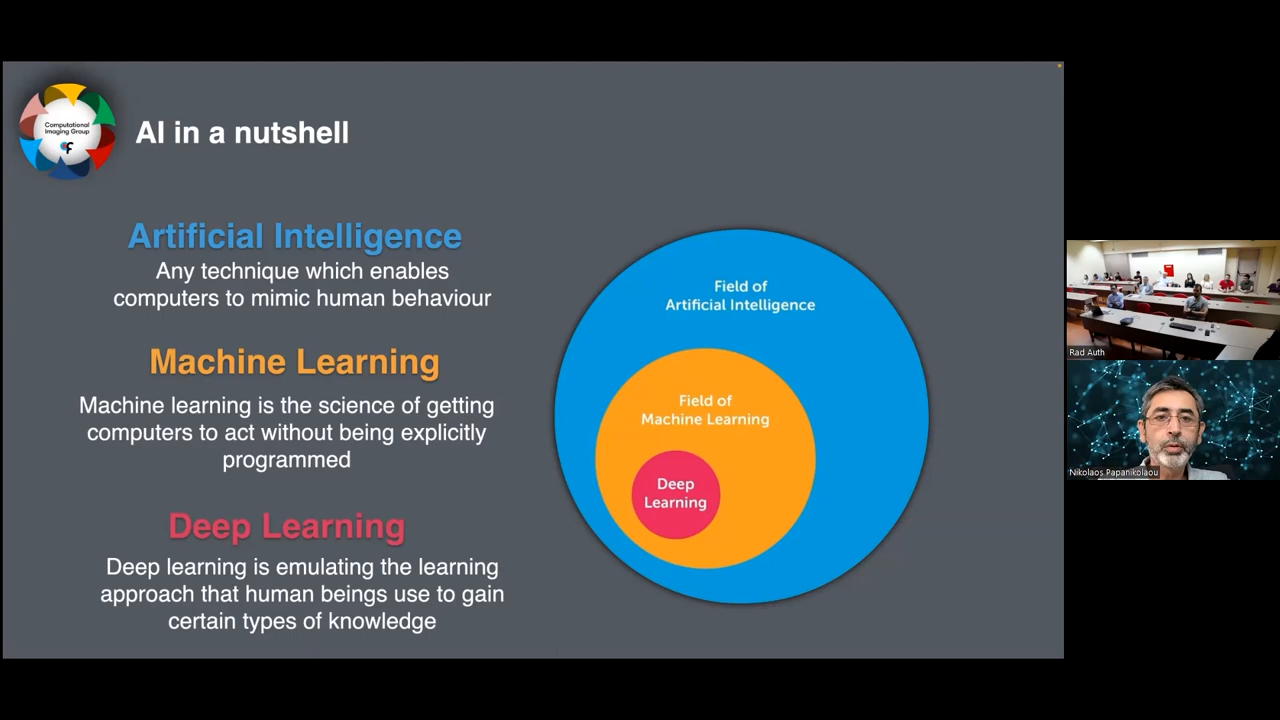 Computational
Imaging Group
AI in a nutshell
Artificial Intelligence
Any technique which enables
computers to mimic human behaviour
Machine Learning
Machine learning is the science of getting
computers to act without being explicitly
programmed
Deep Learning
Deep learning is emulating the learning
approach that human beings use to gain
certain types of knowledge
Field of
Artificial Intelligence
Field of
Machine Learning
Deep
Learning
Rad Auth
Nikolaos Papanikolaou